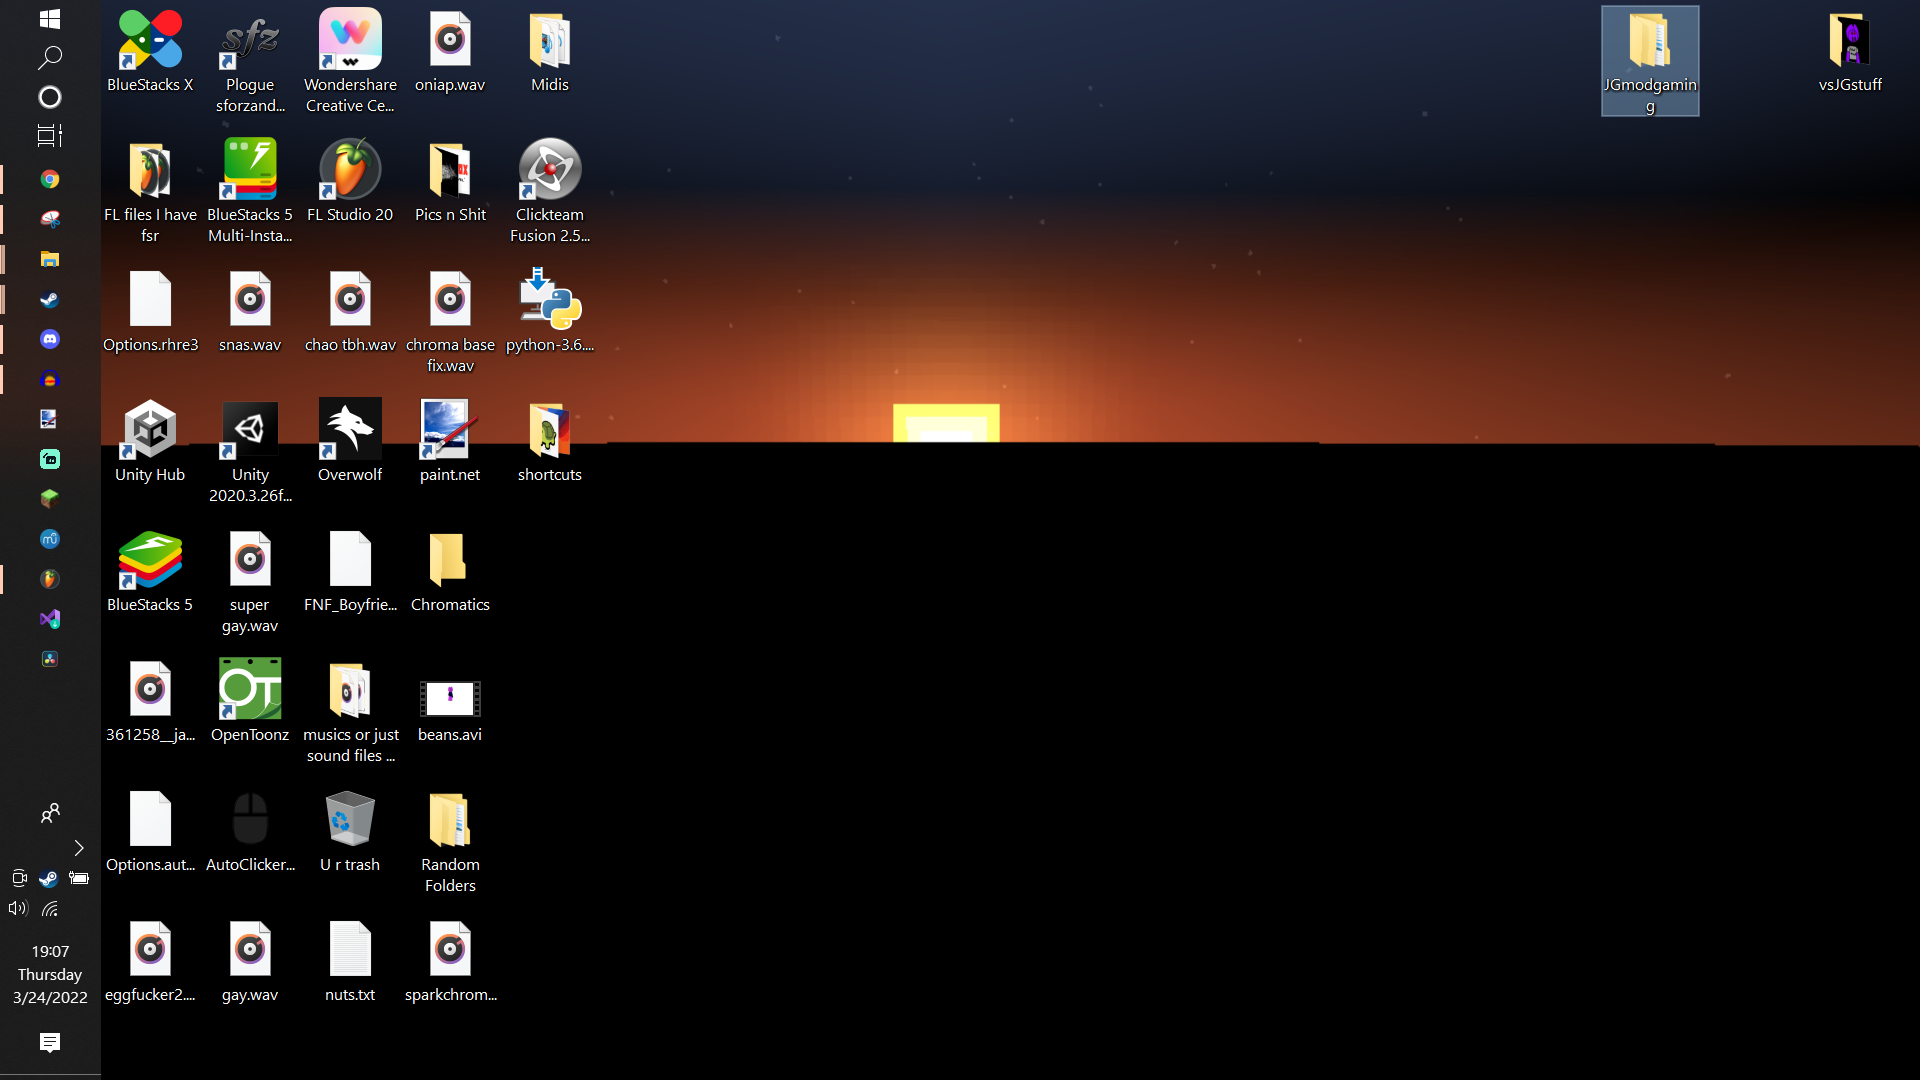 BlueStacks X
Plogue
sforzand...
Wondershare
Creative Ce...
oniap.wav
Midis
JGmodgamin
g
vsJGstuff
FL files I have
fsr
BlueStacks 5
Multi-Insta...
FL Studio 20
Pics n Shit
Clickteam
Fusion 2.5...
Options.rhre3
snas.wav
chao tbh.wav
chroma base
fix.wav
python-3.6....
Unity Hub
Unity
2020.3.26f...
Overwolf
paint.net
shortcuts
BlueStacks 5
super
gay.wav
FNF_Boyfrie...
Chromatics
361258__ja...
OpenToonz
musics or just
sound files ...
beans.avi
Options.aut...
AutoClicker...
U r trash
Random
Folders
eggfucker2....
gay.wav
nuts.txt
sparkchrom...
19:07
Thursday
3/24/2022